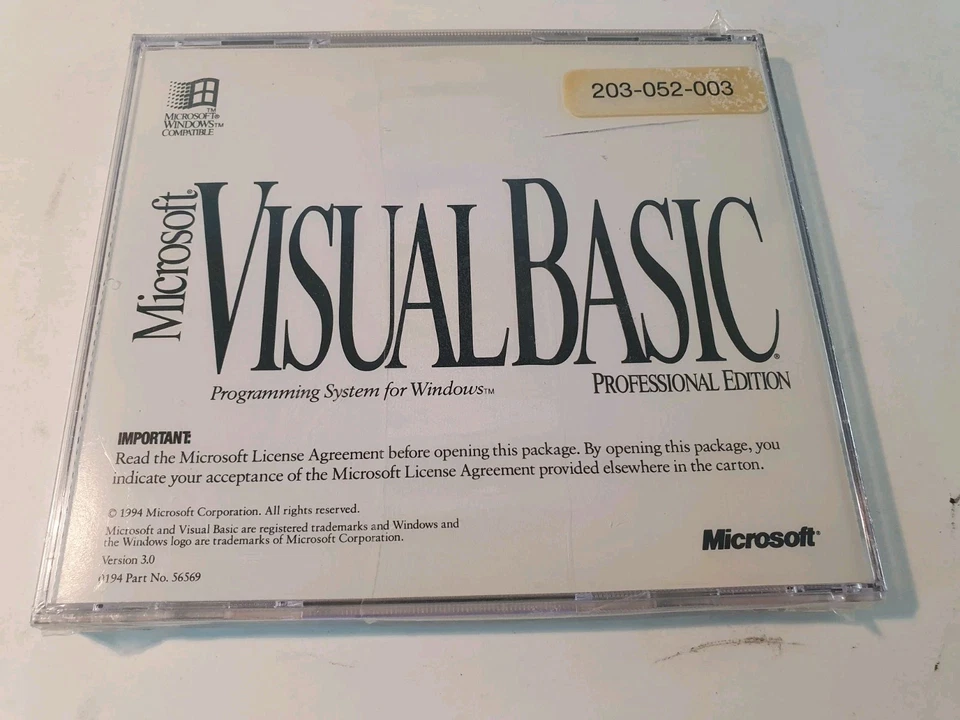 203-052-003
MICROSOFT®
WINDOWS™
COMPATIBLE
Microsoft®
VISUAL BASIC®
Programming System for Windows™
PROFESSIONAL EDITION
IMPORTANT:
Read the Microsoft License Agreement before opening this package. By opening this package, you
indicate your acceptance of the Microsoft License Agreement provided elsewhere in the carton.
© 1994 Microsoft Corporation. All rights reserved.
Microsoft and Visual Basic are registered trademarks and Windows and
the Windows logo are trademarks of Microsoft Corporation.
Version 3.0
0194 Part No. 56569
Microsoft®